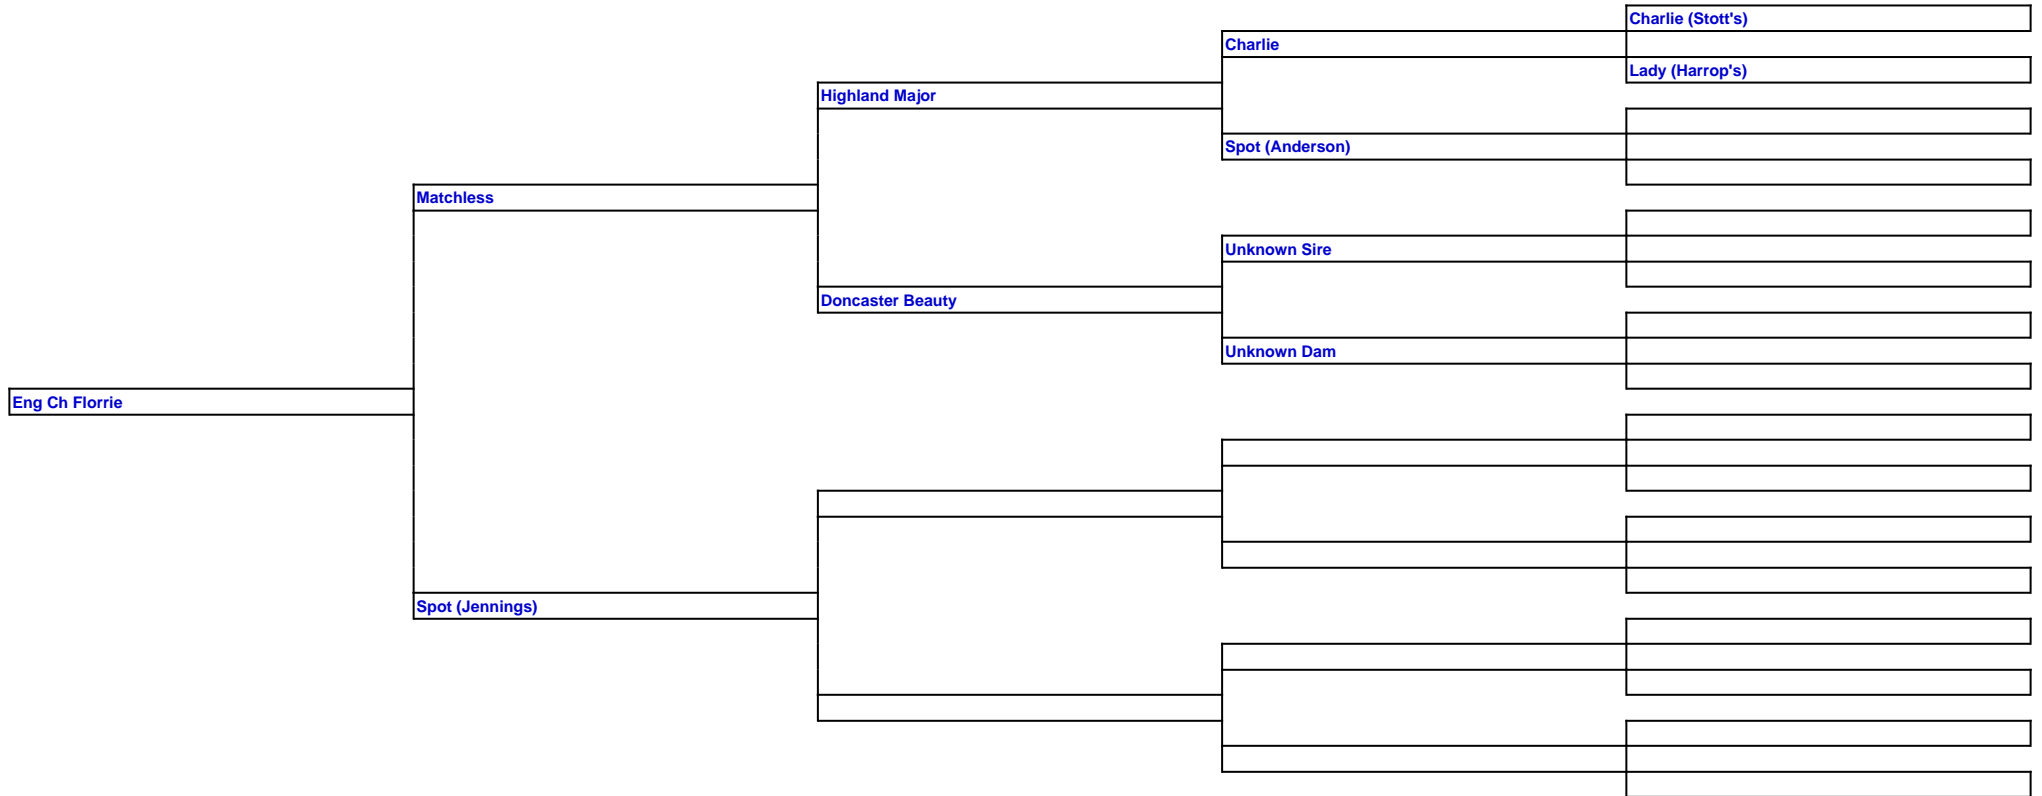 Charlie (Stott's)
Charlie
Lady (Harrop's)
Highland Major
Spot (Anderson)
Matchless
Unknown Sire
Doncaster Beauty
Unknown Dam
Eng Ch Florrie
Spot (Jennings)